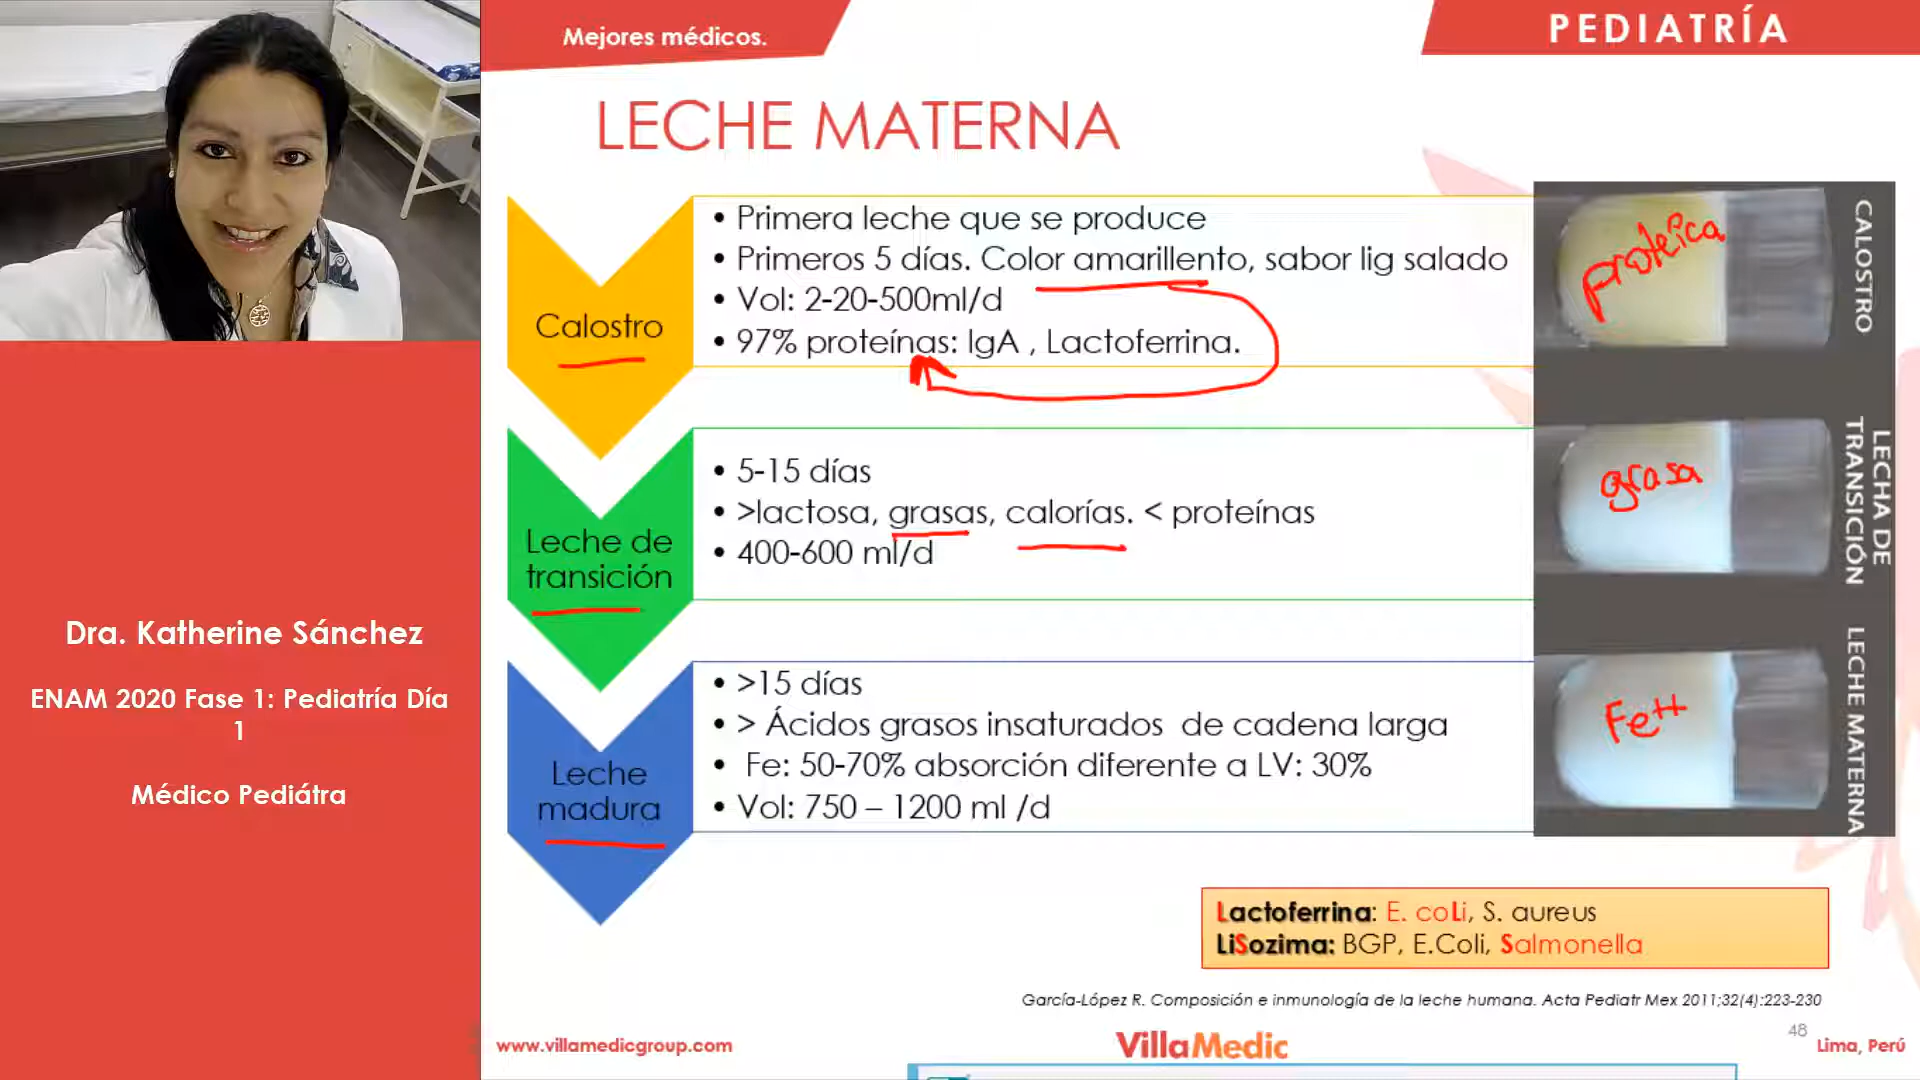 Mejores médicos.
PEDIATRÍA
LECHE MATERNA
Calostro
• Primera leche que se produce
• Primeros 5 días. Color amarillento, sabor lig salado
• Vol: 2-20-500ml/d
• 97% proteínas: IgA , Lactoferrina.
Leche de
transición
• 5-15 días
• >lactosa, grasas, calorías. < proteínas
• 400-600 ml/d
Leche
madura
• >15 días
• > Ácidos grasos insaturados de cadena larga
• Fe: 50-70% absorción diferente a LV: 30%
• Vol: 750 – 1200 ml /d
proteica
CALOSTRO
grasa
LECHA DE
TRANSICIÓN
Fe++
LECHE MATERNA
Lactoferrina: E. coLi, S. aureus
LiSozima: BGP, E.Coli, Salmonella
García-López R. Composición e inmunología de la leche humana. Acta Pediatr Mex 2011;32(4):223-230
www.villamedicgroup.com
VillaMedic
48
Lima, Perú
Dra. Katherine Sánchez
ENAM 2020 Fase 1: Pediatría Día
1
Médico Pediátra